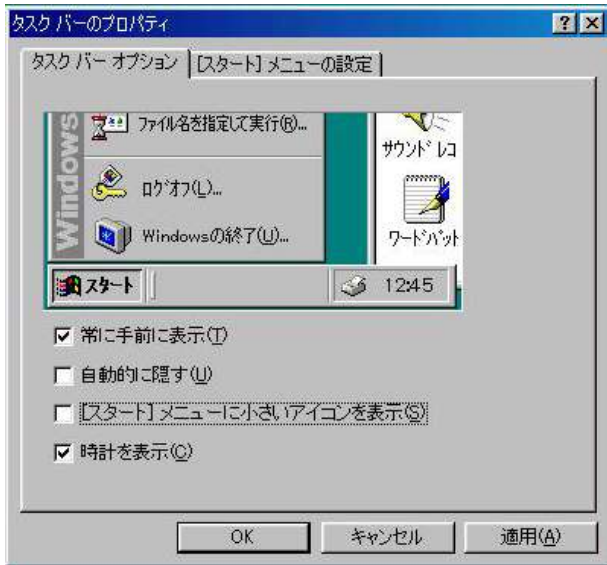 タスク バーのプロパティ
タスク バー オプション
[スタート] メニューの設定
Windows
ファイル名を指定して実行(R)...
ログオフ(L)...
Windowsの終了(U)...
サウンド レコ
ワードパット
スタート
12:45
常に手前に表示(T)
自動的に隠す(U)
[スタート] メニューに小さいアイコンを表示(S)
時計を表示(C)
OK
キャンセル
適用(A)